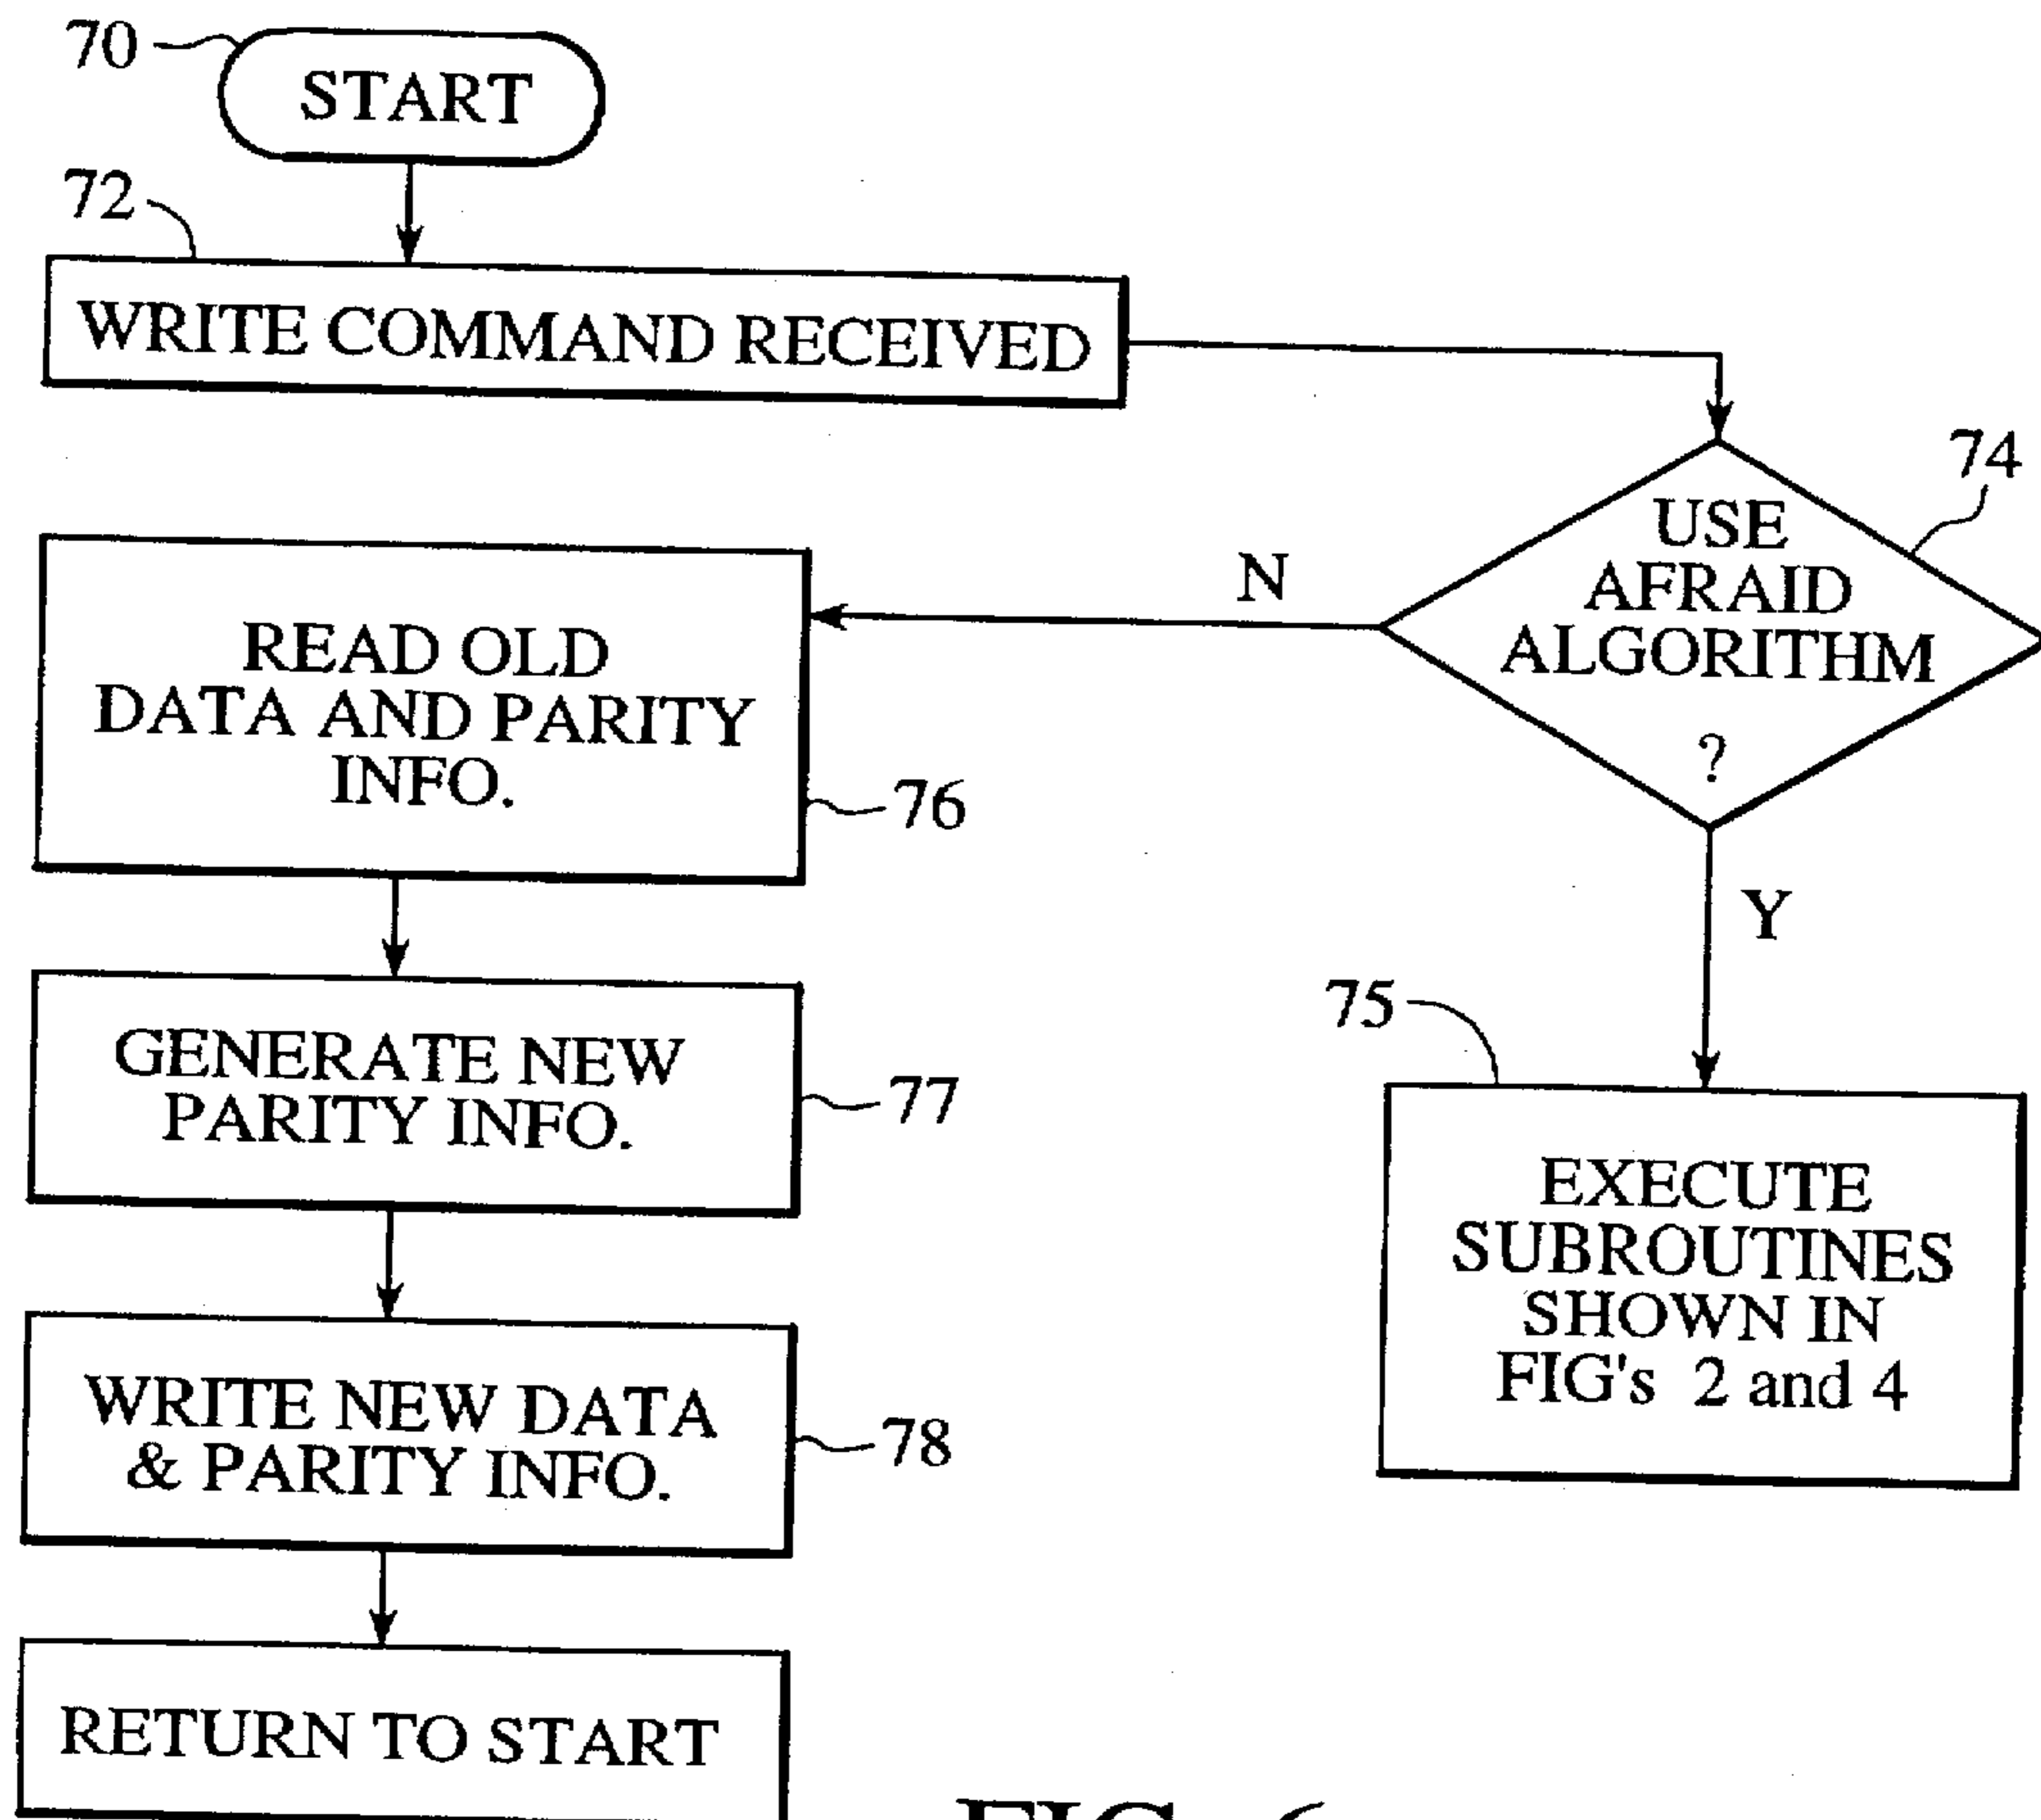 70
START
72
WRITE COMMAND RECEIVED
74
USE
AFRAID
ALGORITHM
?
N
Y
READ OLD
DATA AND PARITY
INFO.
76
GENERATE NEW
PARITY INFO.
77
75
EXECUTE
SUBROUTINES
SHOWN IN
FIG's 2 and 4
WRITE NEW DATA
& PARITY INFO.
78
RETURN TO START